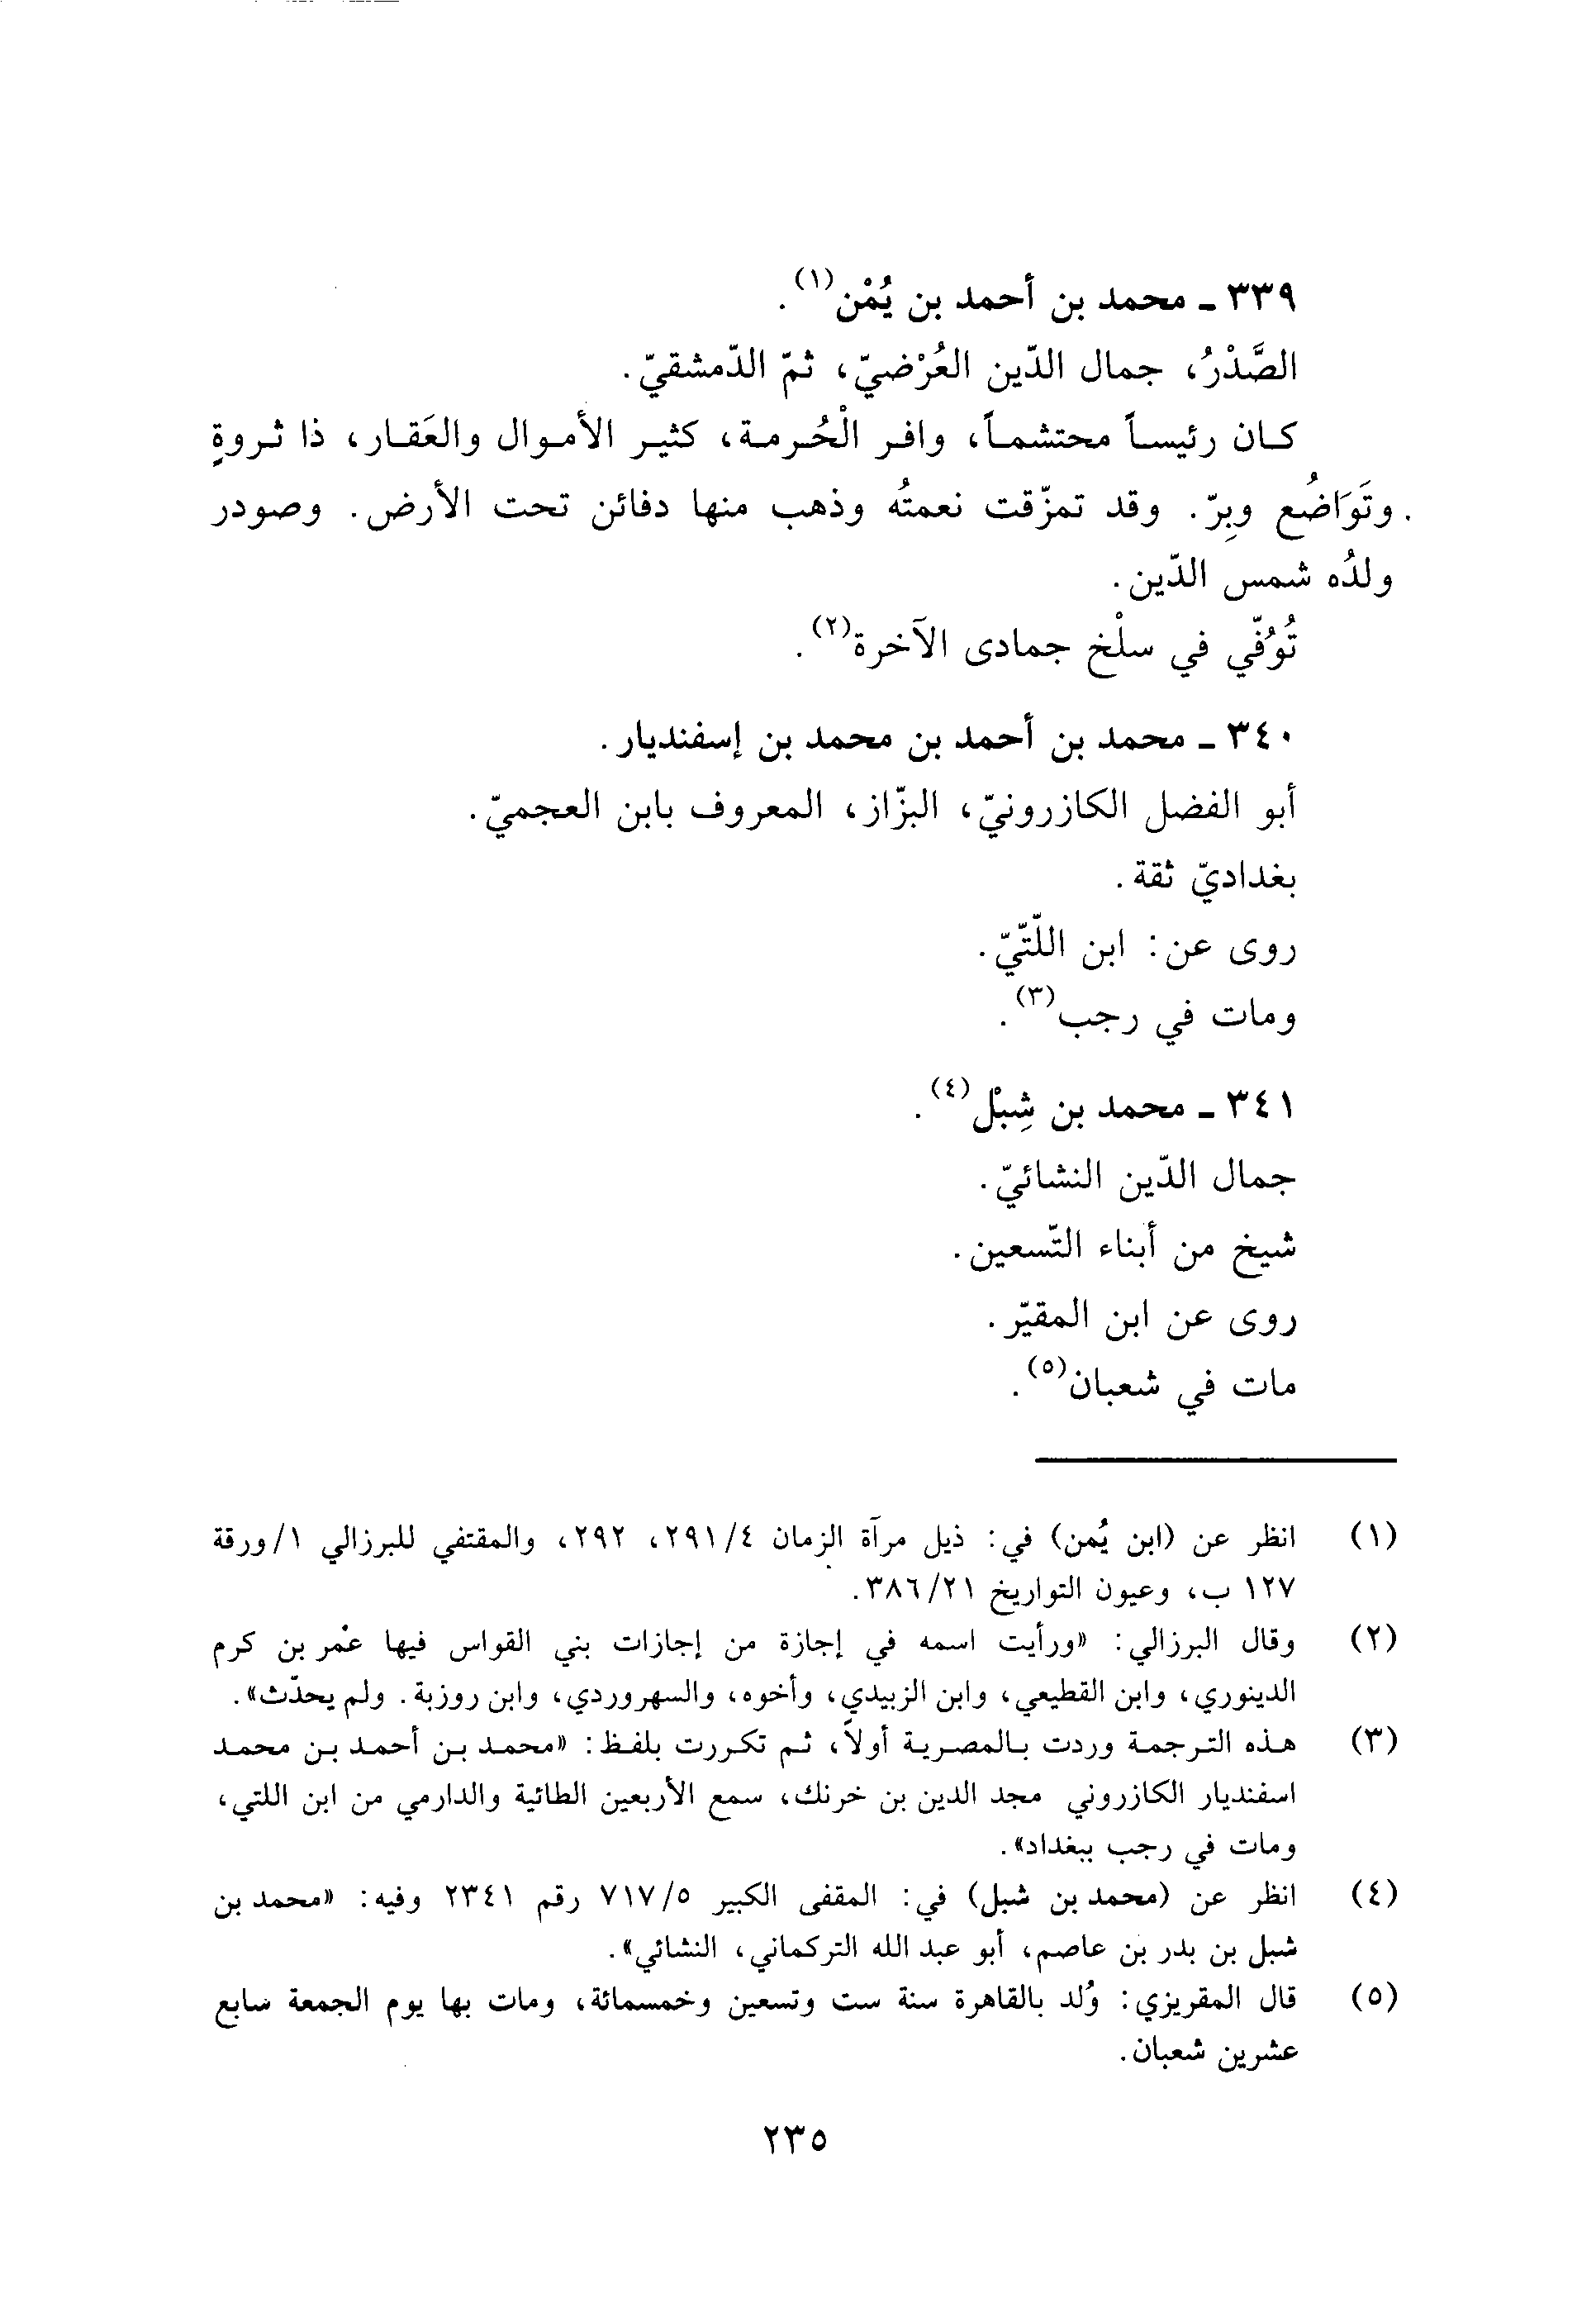 ٣٣٩ ـ محمد بن أحمد بن يُمْن(١).
الصَّدْرُ، جمال الدّين العُرْضيّ، ثمّ الدّمشقيّ.
كان رئيساً محتشماً، وافر الْحُرمة، كثير الأموال والعَقار، ذا ثروةٍ
وتَوَاضُع وبِرّ. وقد تمزّقت نعمتُه وذهب منها دفائن تحت الأرض. وصودر
ولدُه شمس الدّين.
تُوُفّي في سلْخ جمادى الآخرة(٢).
٣٤٠ ـ محمد بن أحمد بن محمد بن إسفنديار.
أبو الفضل الكازرونيّ، البزّاز، المعروف بابن العجميّ.
بغداديّ ثقة.
روى عن: ابن اللّتّيّ.
ومات في رجب(٣).
٣٤١ ـ محمد بن شِبْل(٤).
جمال الدّين النشائيّ.
شيخ من أبناء التّسعين.
روى عن ابن المقيّر.
مات في شعبان(٥).
(١) انظر عن (ابن يُمن) في: ذيل مرآة الزمان ٤/ ٢٩١، ٢٩٢، والمقتفي للبرزالي ١/ ورقة
١٢٧ ب، وعيون التواريخ ٢١/ ٣٨٦.
(٢) وقال البرزالي: «ورأيت اسمه في إجازة من إجازات بني القواس فيها عُمر بن كرم
الدينوري، وابن القطيعي، وابن الزبيدي، وأخوه، والسهروردي، وابن روزبة. ولم يحدّث».
(٣) هذه الترجمة وردت بالمصرية أولاً، ثم تكررت بلفظ: «محمد بن أحمد بن محمد
اسفنديار الكازروني مجد الدين بن خرنك، سمع الأربعين الطائية والدارمي من ابن اللتي،
ومات في رجب ببغداد».
(٤) انظر عن (محمد بن شبل) في: المقفى الكبير ٥/ ٧١٧ رقم ٢٣٤١ وفيه: «محمد بن
شبل بن بدر بن عاصم، أبو عبد الله التركماني، النشائي».
(٥) قال المقريزي: وُلد بالقاهرة سنة ست وتسعين وخمسمائة، ومات بها يوم الجمعة سابع
عشرين شعبان.
٢٣٥